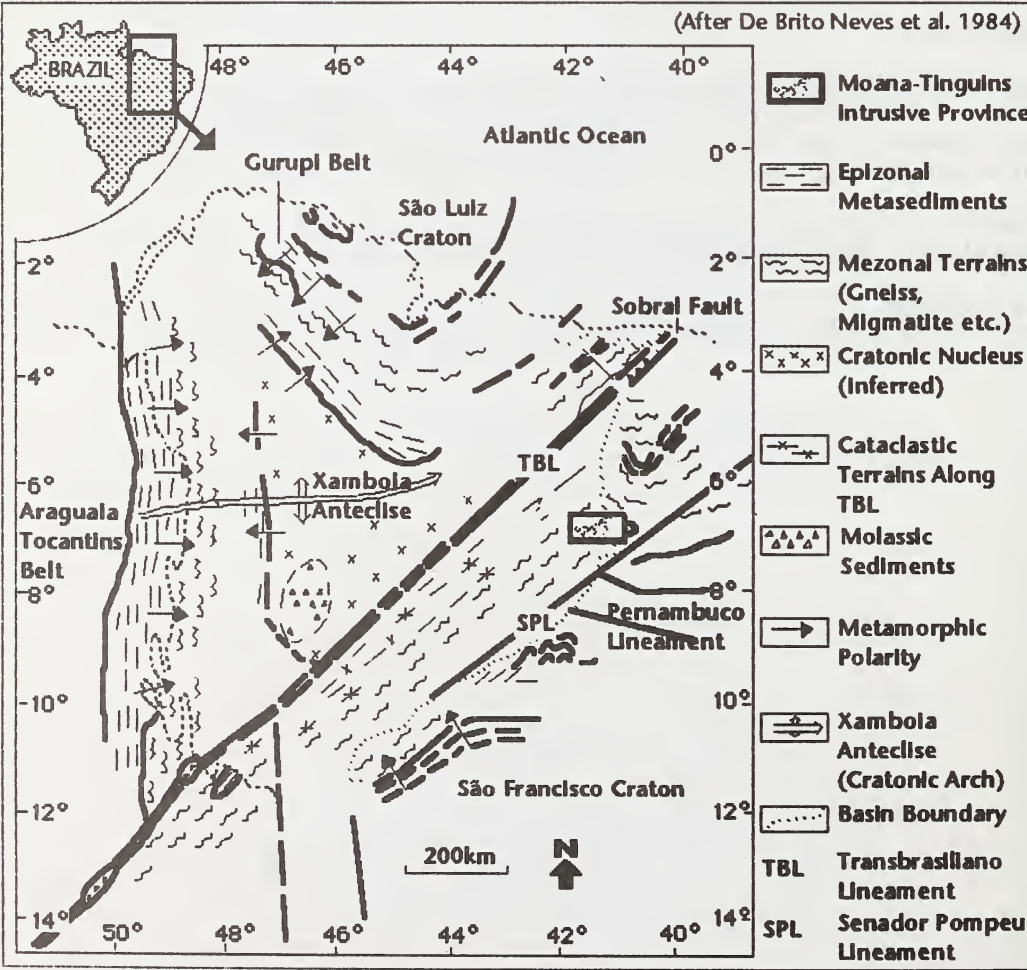 (After De Brito Neves et al. 1984)
BRAZIL
48° 46° 44° 42° 40°
Atlantic Ocean
0°
Gurupi Belt
São Luiz
Craton
2°
2°
Sobral Fault
4°
4°
TBL
6°
6°
Xambola
Anteclise
Araguala
Tocantins
Belt
8°
8°
SPL
Pernambuco
Lineament
10°
10°
São Francisco Craton
12°
12°
200km
N
14°
14°
50° 48° 46° 44° 42° 40°
Moana-Tinguins
Intrusive Province
Epizonal
Metasediments
Mezonal Terrains
(Gneiss,
Migmatite etc.)
Cratonic Nucleus
(Inferred)
Cataclastic
Terrains Along
TBL
Molassic
Sediments
Metamorphic
Polarity
Xambola
Anteclise
(Cratonic Arch)
Basin Boundary
TBL Transbrasiliano
Lineament
SPL Senador Pompeu
Lineament